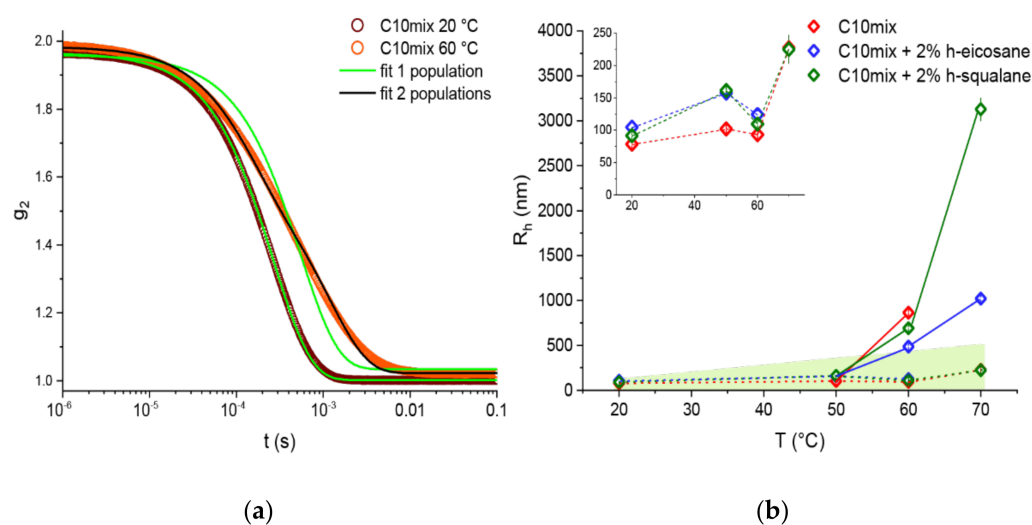 C10mix 20 °C
C10mix 60 °C
fit 1 population
fit 2 populations
2.0
1.8
1.6
1.4
1.2
1.0
g2
10-6
10-5
10-4
10-3
0.01
0.1
t (s)
(a)
C10mix
C10mix + 2% h-eicosane
C10mix + 2% h-squalane
4000
3500
3000
2500
2000
1500
1000
500
0
Rh (nm)
250
200
150
100
50
0
20
40
60
20
30
40
50
60
70
T (°C)
(b)